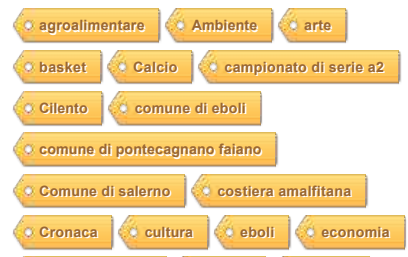 agroalimentare Ambiente arte
basket Calcio campionato di serie a2
Cilento comune di eboli
comune di pontecagnano faiano
Comune di salerno costiera amalfitana
Cronaca cultura eboli economia